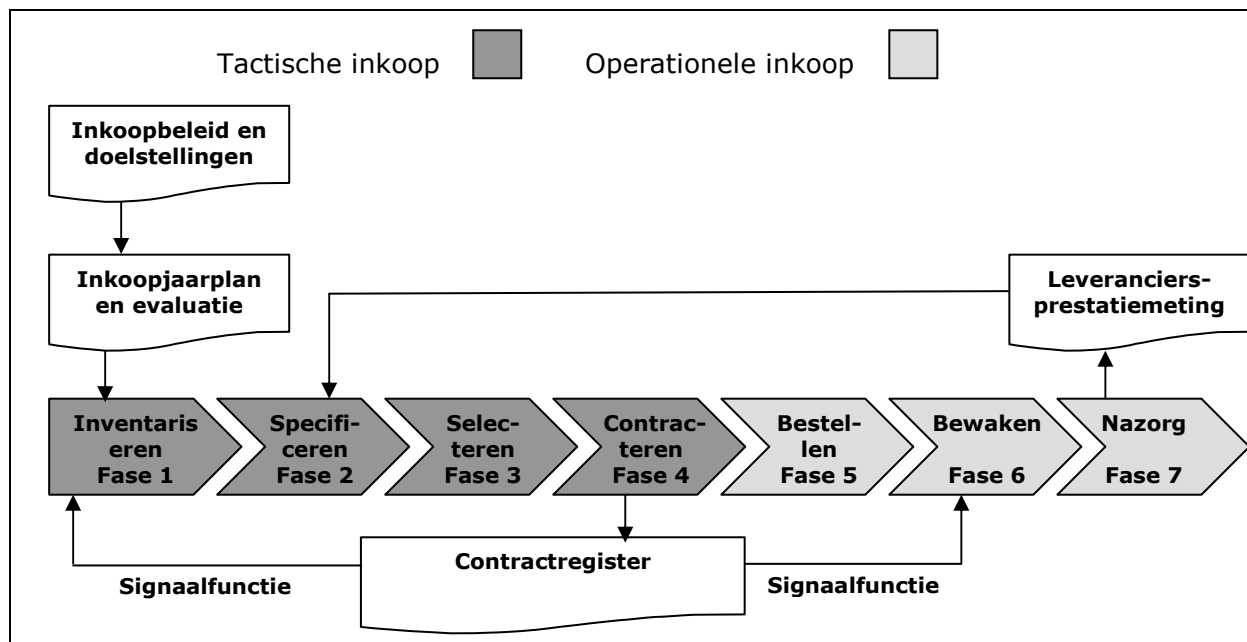 Tactische inkoop
Operationele inkoop
Inkoopbeleid en
doelstellingen
Inkoopjaarplan
en evaluatie
Leveranciers-
prestatiemeting
Inventaris
eren
Fase 1
Specifi-
ceren
Fase 2
Selec-
teren
Fase 3
Contrac-
teren
Fase 4
Bestel-
len
Fase 5
Bewaken
Fase 6
Nazorg
Fase 7
Contractregister
Signaalfunctie
Signaalfunctie